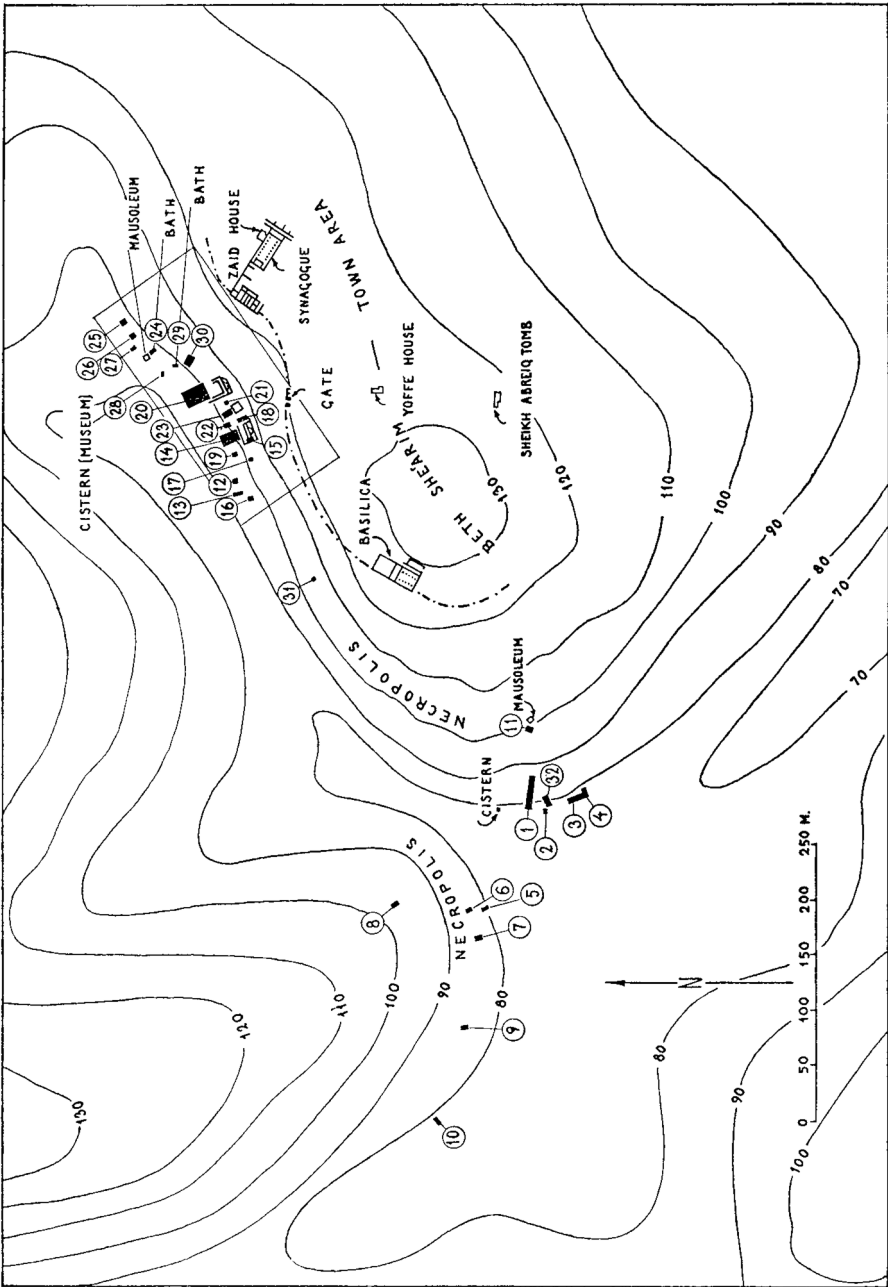 CISTERN [MUSEUM]
MAUSOLEUM
BATH
BATH
ZAID HOUSE
SYNAGOGUE
TOWN AREA
GATE
YOFFE HOUSE
BETH SHEARIM
SHEIKH ABREIQ TOMB
BASILICA
NECROPOLIS
MAUSOLEUM
CISTERN
NECROPOLIS
25
26
27
24
29
30
28
20
21
23
22
18
14
15
19
17
12
13
16
31
11
32
1
2
3
4
8
6
5
7
9
10
130
120
110
100
90
80
130
120
110
100
90
80
70
70
80
90
100
N
0 50 100 150 200 250 M.